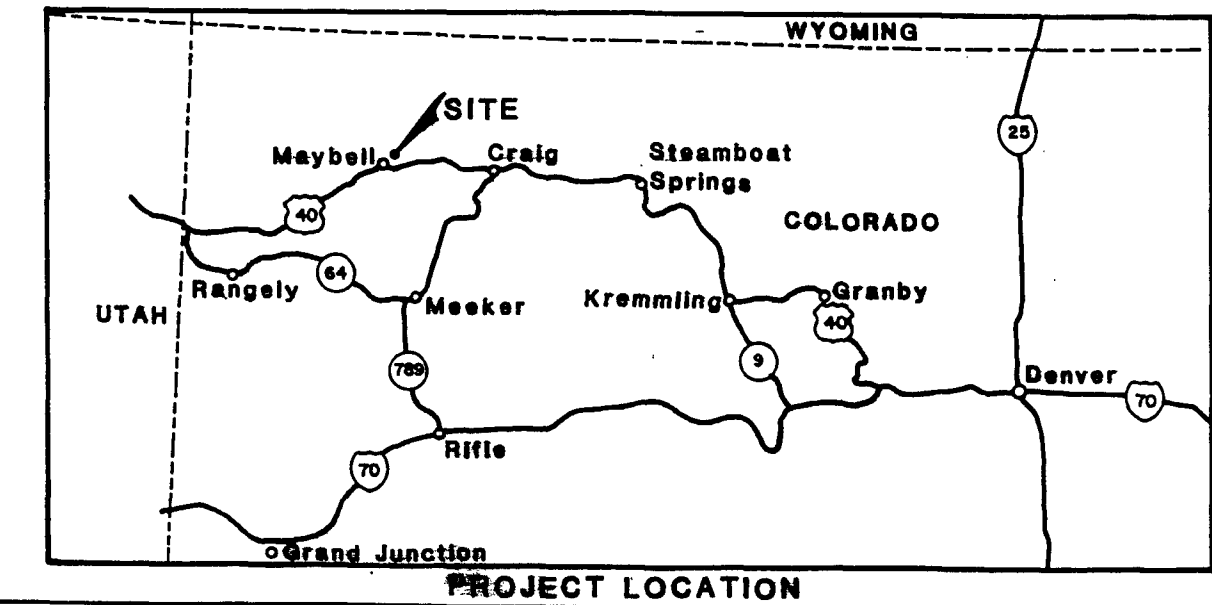 WYOMING
25
SITE
Maybell
Craig
Steamboat
Springs
40
COLORADO
64
Rangely
Meeker
Kremmling
Granby
UTAH
40
789
9
Denver
70
Rifle
70
Grand Junction
PROJECT LOCATION